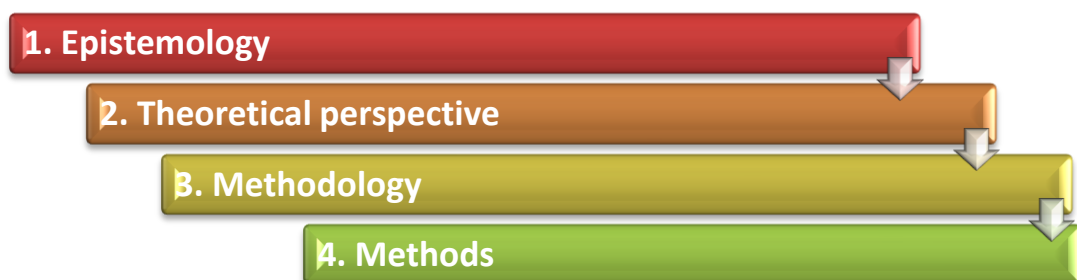 1. Epistemology
2. Theoretical perspective
3. Methodology
4. Methods